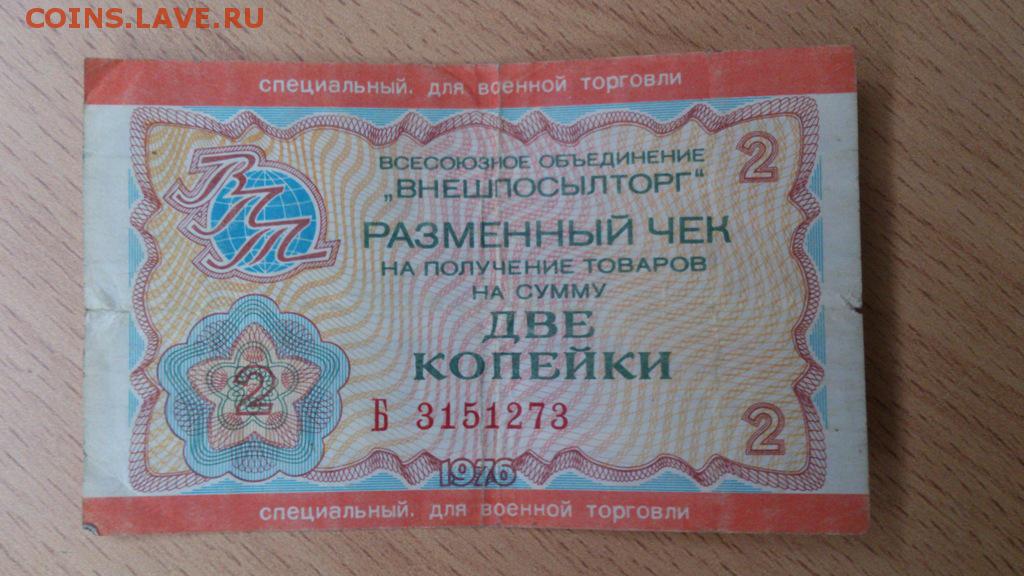 COINS.LAVE.RU
специальный. для военной торговли
ВПТ
ВСЕСОЮЗНОЕ ОБЪЕДИНЕНИЕ
„ВНЕШПОСЫЛТОРГ“
РАЗМЕННЫЙ ЧЕК
НА ПОЛУЧЕНИЕ ТОВАРОВ
НА СУММУ
ДВЕ
КОПЕЙКИ
2
2
Б 3151273
2
1976
специальный. для военной торговли